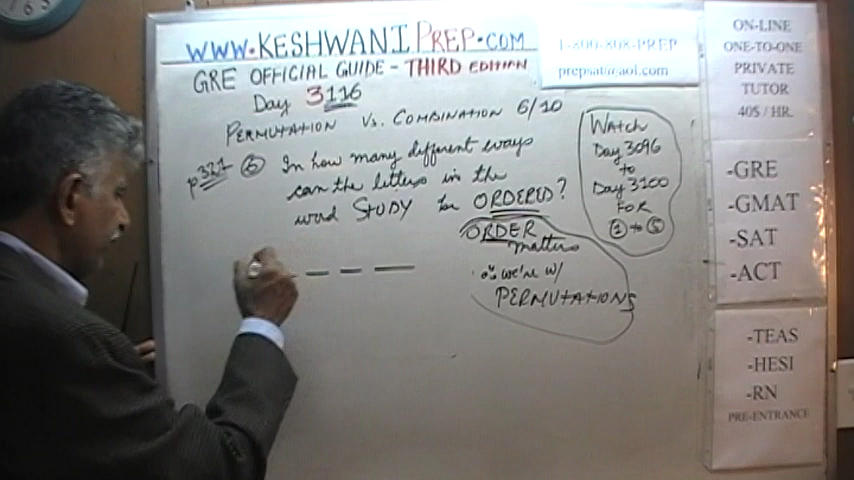 WWW.KESHWANIPREP.COM
GRE OFFICIAL GUIDE - THIRD EDITION
Day 3116
PERMUTATION Vs. COMBINATION 6/10
p321 6 In how many different ways
can the letters in the
word STUDY be ORDERED?
ORDER
matters
∴ we're w/
PERMUTATIONS
WATCH
Day 3096
to
Day 3100
FOR
1 to 5
1-800-808-PREP
prepsat@aol.com
ON-LINE
ONE-TO-ONE
PRIVATE
TUTOR
40$ / HR.
-GRE
-GMAT
-SAT
-ACT
-TEAS
-HESI
-RN
PRE-ENTRANCE